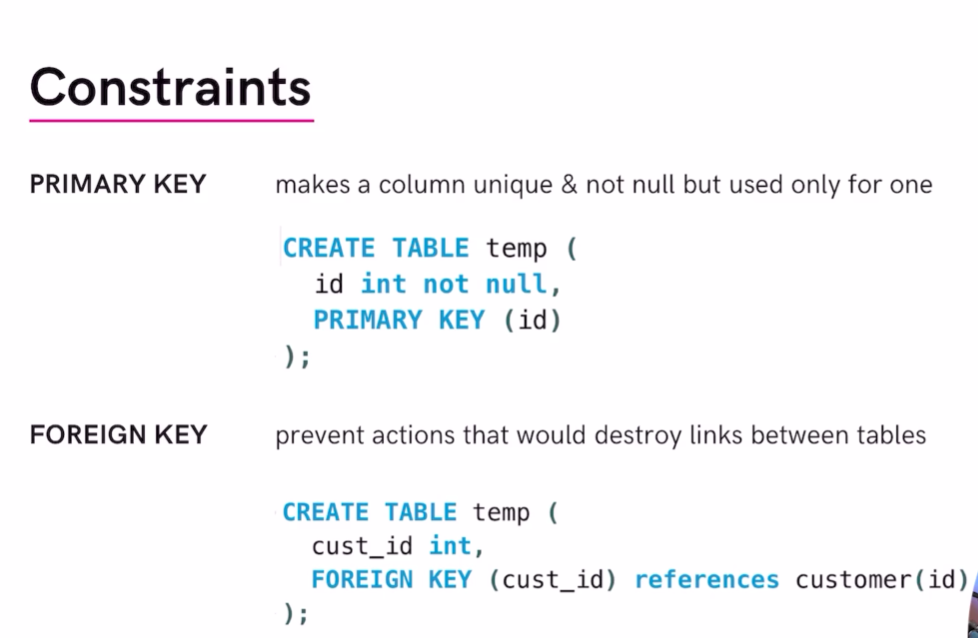 Constraints
PRIMARY KEY makes a column unique & not null but used only for one
CREATE TABLE temp (
id int not null,
PRIMARY KEY (id)
);
FOREIGN KEY prevent actions that would destroy links between tables
CREATE TABLE temp (
cust_id int,
FOREIGN KEY (cust_id) references customer(id)
);